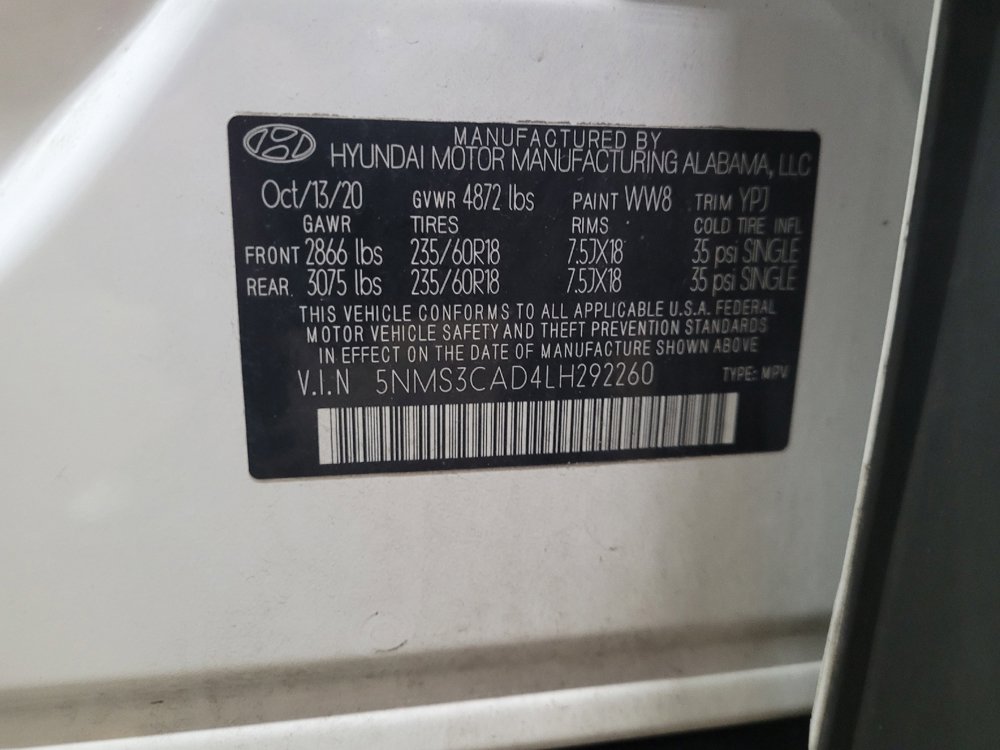 MANUFACTURED BY
HYUNDAI MOTOR MANUFACTURING ALABAMA, LLC
Oct/13/20 GVWR 4872 lbs PAINT WW8 TRIM YPJ
GAWR TIRES RIMS COLD TIRE INFL
FRONT 2866 lbs 235/60R18 7.5JX18 35 psi SINGLE
REAR 3075 lbs 235/60R18 7.5JX18 35 psi SINGLE
THIS VEHICLE CONFORMS TO ALL APPLICABLE U.S.A. FEDERAL
MOTOR VEHICLE SAFETY AND THEFT PREVENTION STANDARDS
IN EFFECT ON THE DATE OF MANUFACTURE SHOWN ABOVE
V.I.N 5NMS3CAD4LH292260 TYPE: MPV